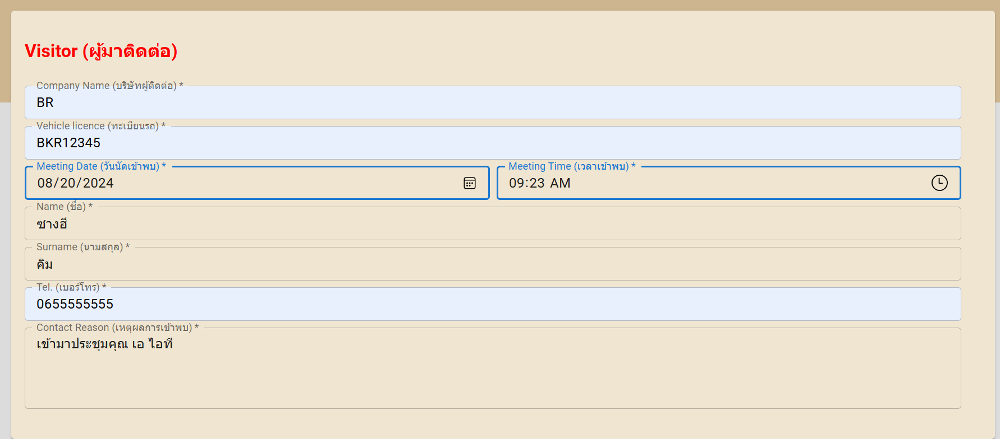 Visitor (ผู้มาติดต่อ)
Company Name (บริษัทผู้ติดต่อ) *
BR
Vehicle licence (ทะเบียนรถ) *
BKR12345
Meeting Date (วันนัดเข้าพบ) *
08/20/2024
Meeting Time (เวลาเข้าพบ) *
09:23 AM
Name (ชื่อ) *
ซางฮี
Surname (นามสกุล) *
คิม
Tel. (เบอร์โทร) *
0655555555
Contact Reason (เหตุผลการเข้าพบ) *
เข้ามาประชุมคุณ เอ ไอที